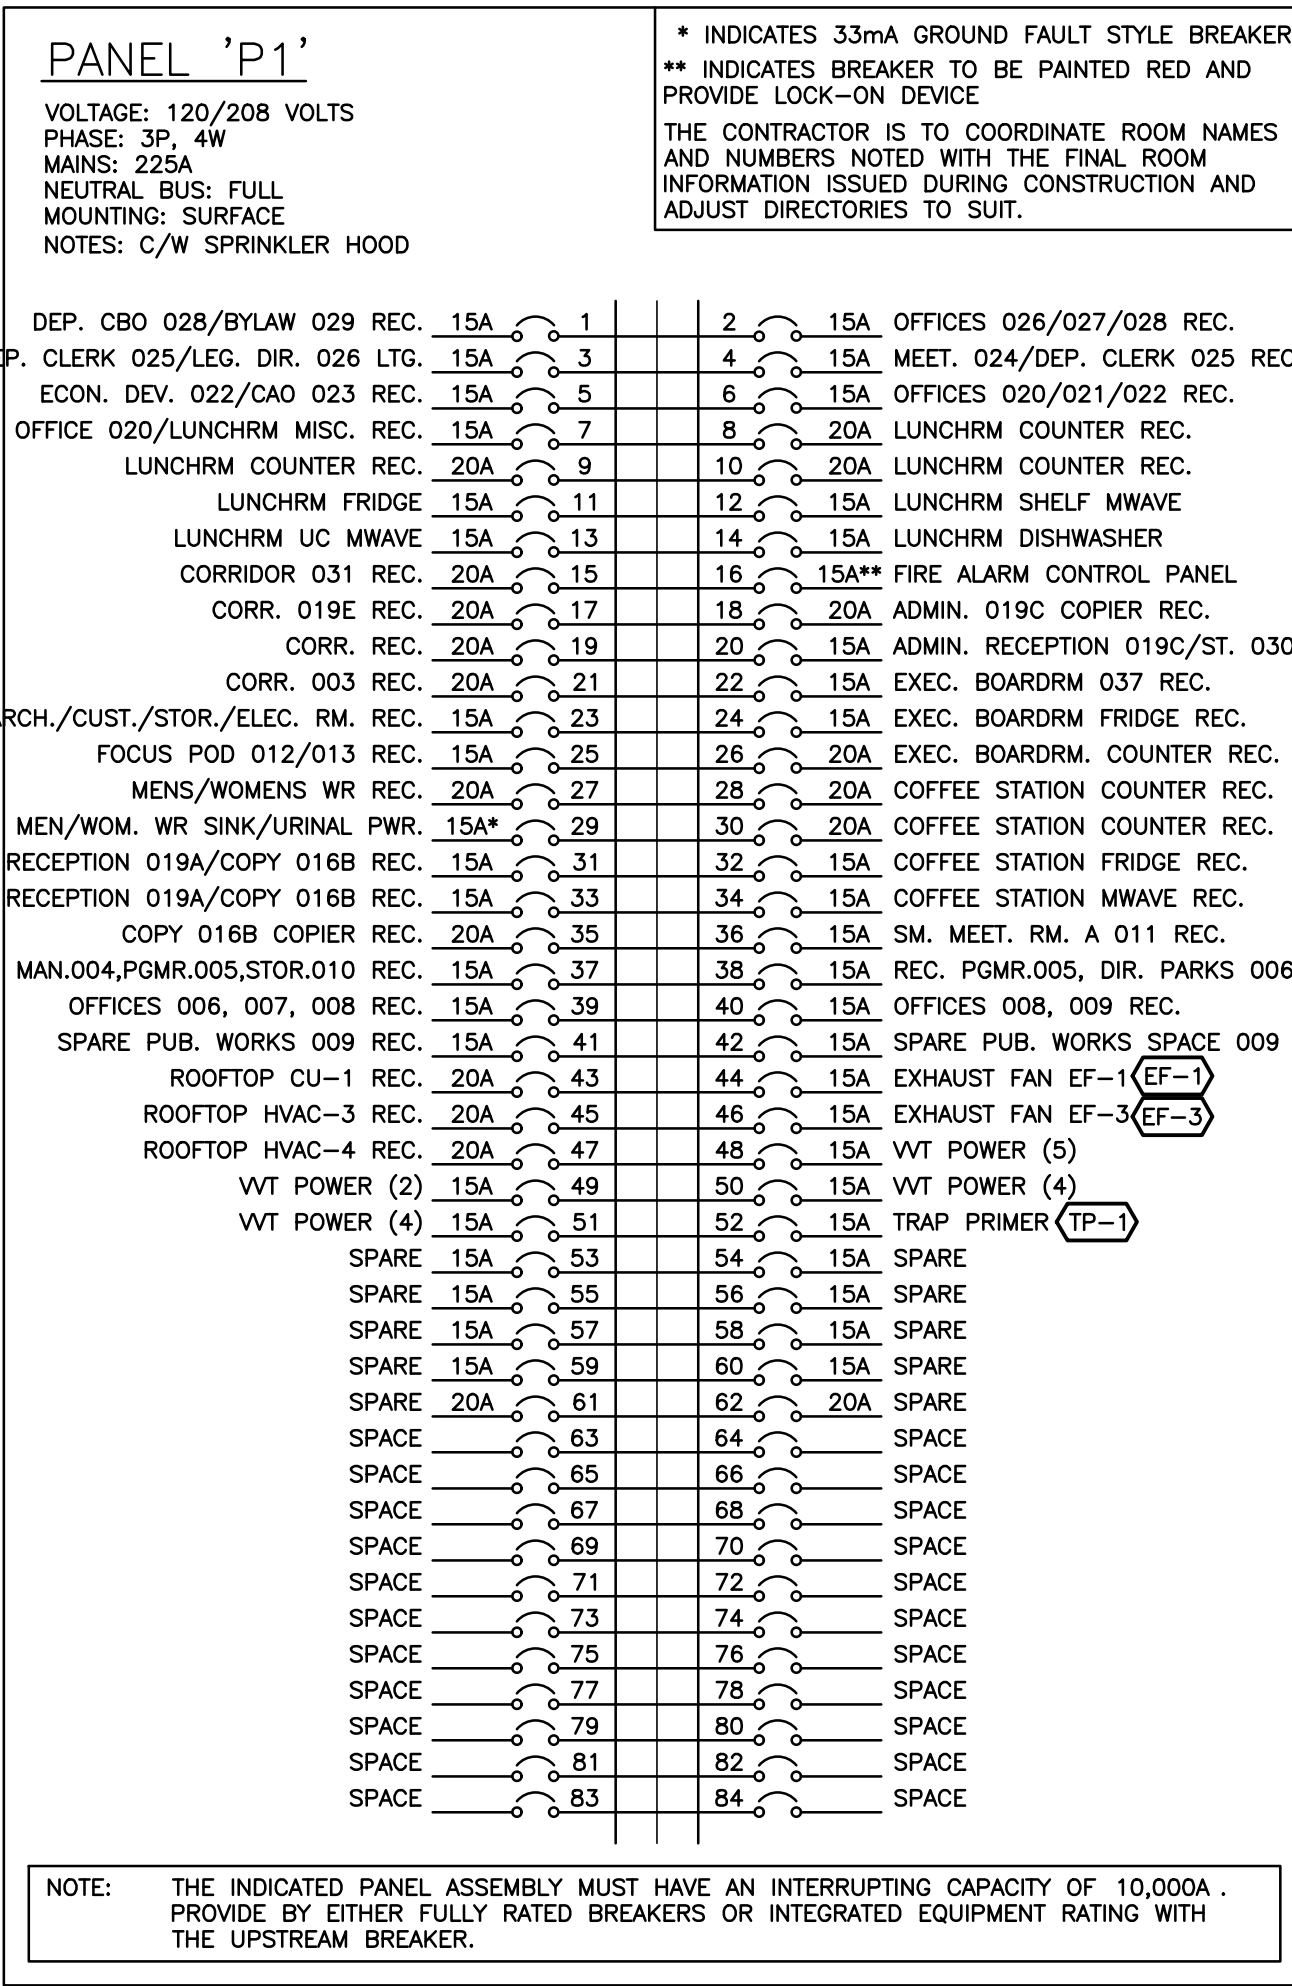 PANEL 'P1'
VOLTAGE: 120/208 VOLTS
PHASE: 3P, 4W
MAINS: 225A
NEUTRAL BUS: FULL
MOUNTING: SURFACE
NOTES: C/W SPRINKLER HOOD
* INDICATES 33mA GROUND FAULT STYLE BREAKER
** INDICATES BREAKER TO BE PAINTED RED AND
PROVIDE LOCK-ON DEVICE
THE CONTRACTOR IS TO COORDINATE ROOM NAMES
AND NUMBERS NOTED WITH THE FINAL ROOM
INFORMATION ISSUED DURING CONSTRUCTION AND
ADJUST DIRECTORIES TO SUIT.
DEP. CBO 028/BYLAW 029 REC. 15A 1 2 15A OFFICES 026/027/028 REC.
P. CLERK 025/LEG. DIR. 026 LTG. 15A 3 4 15A MEET. 024/DEP. CLERK 025 REC
ECON. DEV. 022/CAO 023 REC. 15A 5 6 15A OFFICES 020/021/022 REC.
OFFICE 020/LUNCHRM MISC. REC. 15A 7 8 20A LUNCHRM COUNTER REC.
LUNCHRM COUNTER REC. 20A 9 10 20A LUNCHRM COUNTER REC.
LUNCHRM FRIDGE 15A 11 12 15A LUNCHRM SHELF MWAVE
LUNCHRM UC MWAVE 15A 13 14 15A LUNCHRM DISHWASHER
CORRIDOR 031 REC. 20A 15 16 15A** FIRE ALARM CONTROL PANEL
CORR. 019E REC. 20A 17 18 20A ADMIN. 019C COPIER REC.
CORR. REC. 20A 19 20 15A ADMIN. RECEPTION 019C/ST. 030
CORR. 003 REC. 20A 21 22 15A EXEC. BOARDRM 037 REC.
RCH./CUST./STOR./ELEC. RM. REC. 15A 23 24 15A EXEC. BOARDRM FRIDGE REC.
FOCUS POD 012/013 REC. 15A 25 26 20A EXEC. BOARDRM. COUNTER REC.
MENS/WOMENS WR REC. 20A 27 28 20A COFFEE STATION COUNTER REC.
MEN/WOM. WR SINK/URINAL PWR. 15A* 29 30 20A COFFEE STATION COUNTER REC.
RECEPTION 019A/COPY 016B REC. 15A 31 32 15A COFFEE STATION FRIDGE REC.
RECEPTION 019A/COPY 016B REC. 15A 33 34 15A COFFEE STATION MWAVE REC.
COPY 016B COPIER REC. 20A 35 36 15A SM. MEET. RM. A 011 REC.
MAN.004,PGMR.005,STOR.010 REC. 15A 37 38 15A REC. PGMR.005, DIR. PARKS 006
OFFICES 006, 007, 008 REC. 15A 39 40 15A OFFICES 008, 009 REC.
SPARE PUB. WORKS 009 REC. 15A 41 42 15A SPARE PUB. WORKS SPACE 009
ROOFTOP CU-1 REC. 20A 43 44 15A EXHAUST FAN EF-1 EF-1
ROOFTOP HVAC-3 REC. 20A 45 46 15A EXHAUST FAN EF-3 EF-3
ROOFTOP HVAC-4 REC. 20A 47 48 15A VVT POWER (5)
VVT POWER (2) 15A 49 50 15A VVT POWER (4)
VVT POWER (4) 15A 51 52 15A TRAP PRIMER TP-1
SPARE 15A 53 54 15A SPARE
SPARE 15A 55 56 15A SPARE
SPARE 15A 57 58 15A SPARE
SPARE 15A 59 60 15A SPARE
SPARE 20A 61 62 20A SPARE
SPACE 63 64 SPACE
SPACE 65 66 SPACE
SPACE 67 68 SPACE
SPACE 69 70 SPACE
SPACE 71 72 SPACE
SPACE 73 74 SPACE
SPACE 75 76 SPACE
SPACE 77 78 SPACE
SPACE 79 80 SPACE
SPACE 81 82 SPACE
SPACE 83 84 SPACE
NOTE: THE INDICATED PANEL ASSEMBLY MUST HAVE AN INTERRUPTING CAPACITY OF 10,000A .
PROVIDE BY EITHER FULLY RATED BREAKERS OR INTEGRATED EQUIPMENT RATING WITH
THE UPSTREAM BREAKER.